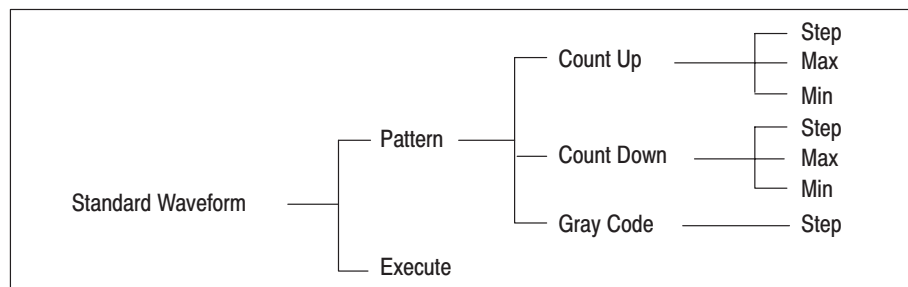 Standard Waveform
Pattern
Count Up
Step
Max
Min
Count Down
Step
Max
Min
Gray Code
Step
Execute